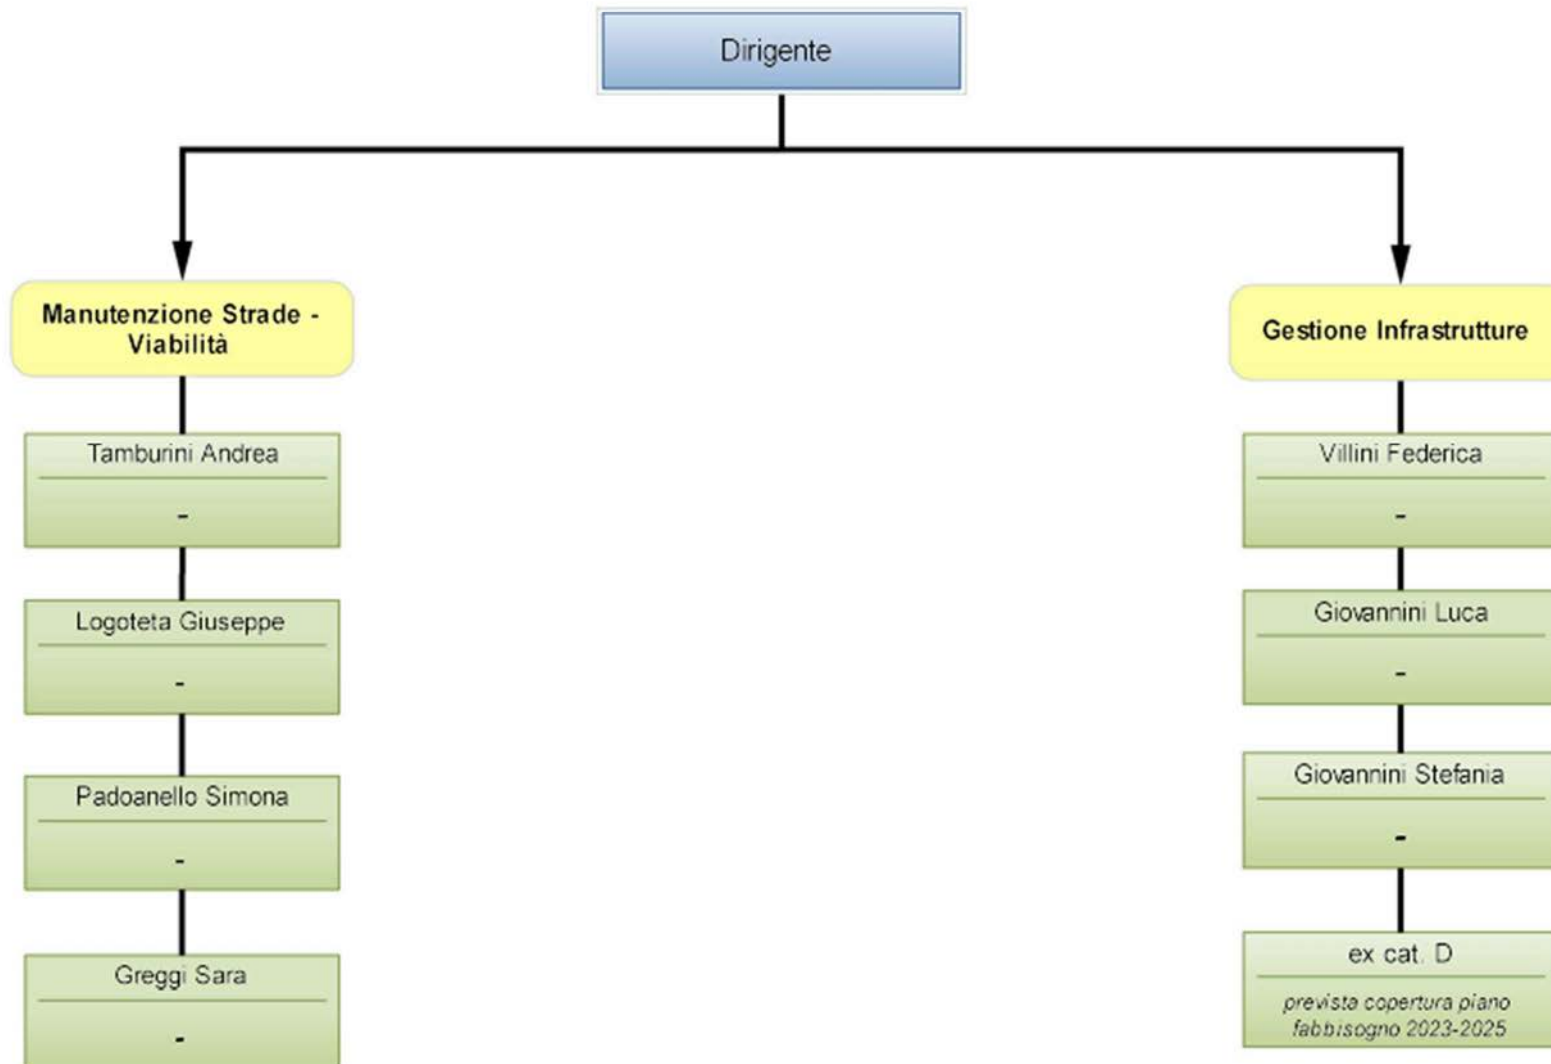 Dirigente
Manutenzione Strade -
Viabilità
Tamburini Andrea
-
Logoteta Giuseppe
-
Padoanello Simona
-
Greggi Sara
-
Gestione Infrastrutture
Villini Federica
-
Giovannini Luca
-
Giovannini Stefania
-
ex cat. D
prevista copertura piano
fabbisogno 2023-2025